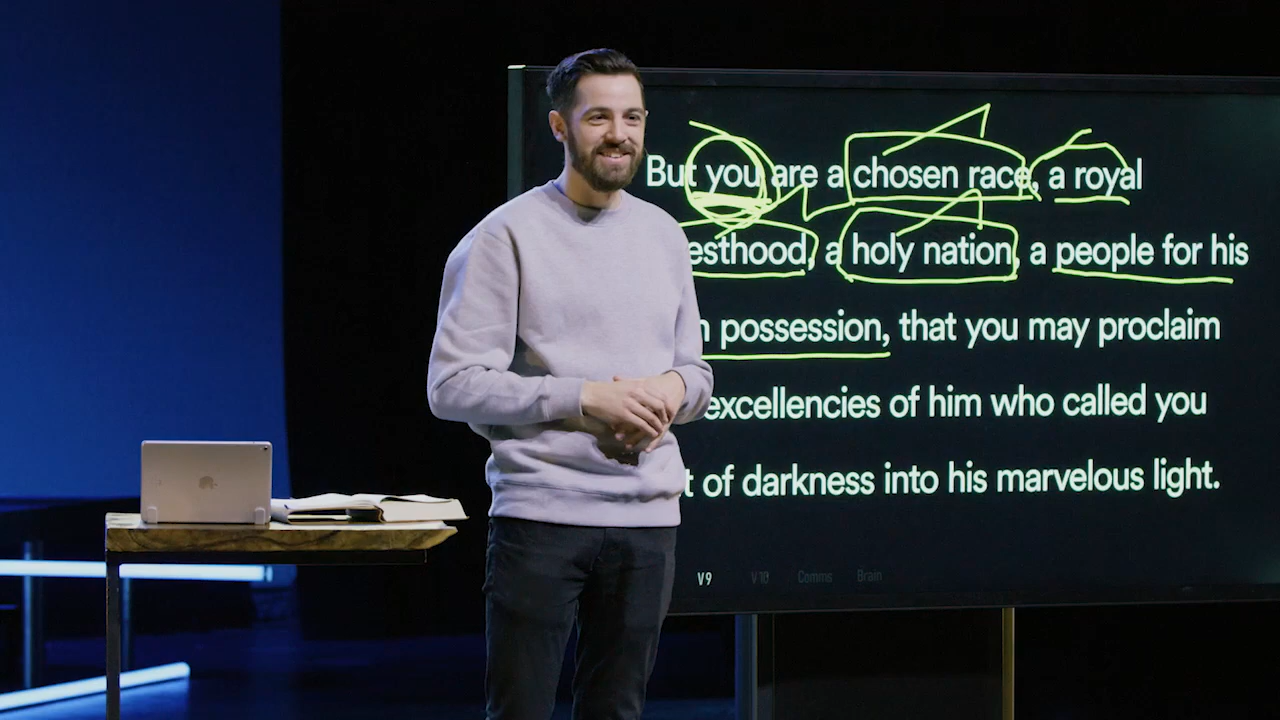 But you are a chosen race, a royal
esthood, a holy nation, a people for his
n possession, that you may proclaim
excellencies of him who called you
t of darkness into his marvelous light.
V9 V10 Comms Brain